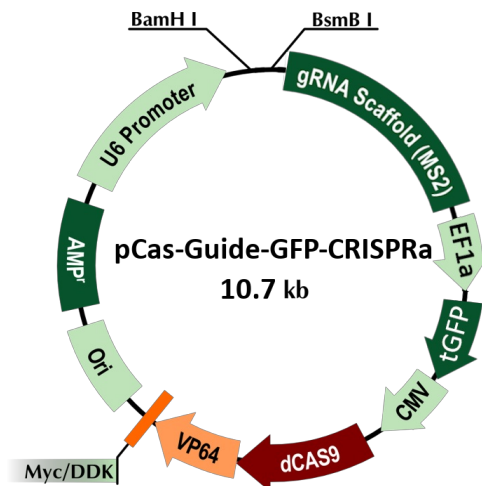 BamH I
BsmB I
U6 Promoter
gRNA Scaffold (MS2)
EF1a
tGFP
CMV
dCAS9
VP64
Myc/DDK
Ori
AMPʳ
pCas-Guide-GFP-CRISPRa
10.7 kb